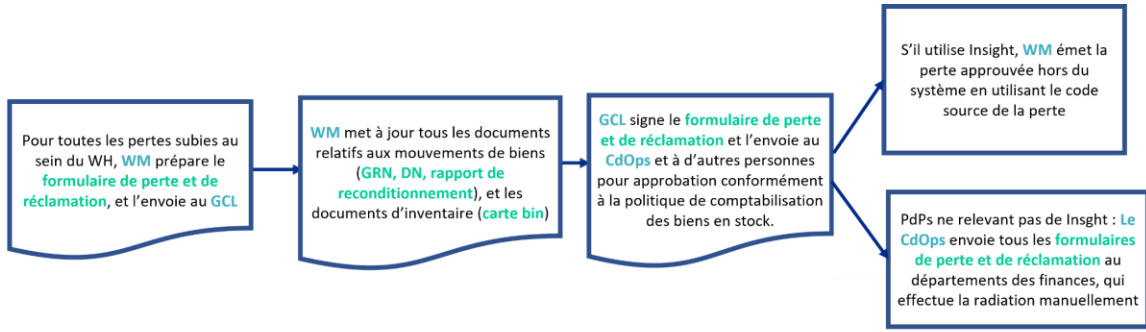 Pour toutes les pertes subies au
sein du WH, WM prépare le
formulaire de perte et de
réclamation, et l'envoie au GCL
WM met à jour tous les documents
relatifs aux mouvements de biens
(GRN, DN, rapport de
reconditionnement), et les
documents d'inventaire (carte bin)
GCL signe le formulaire de perte
et de réclamation et l'envoie au
CdOps et à d'autres personnes
pour approbation conformément
à la politique de comptabilisation
des biens en stock.
S'il utilise Insight, WM émet la
perte approuvée hors du
système en utilisant le code
source de la perte
PdPs ne relevant pas de Insght : Le
CdOps envoie tous les formulaires
de perte et de réclamation au
départements des finances, qui
effectue la radiation manuellement